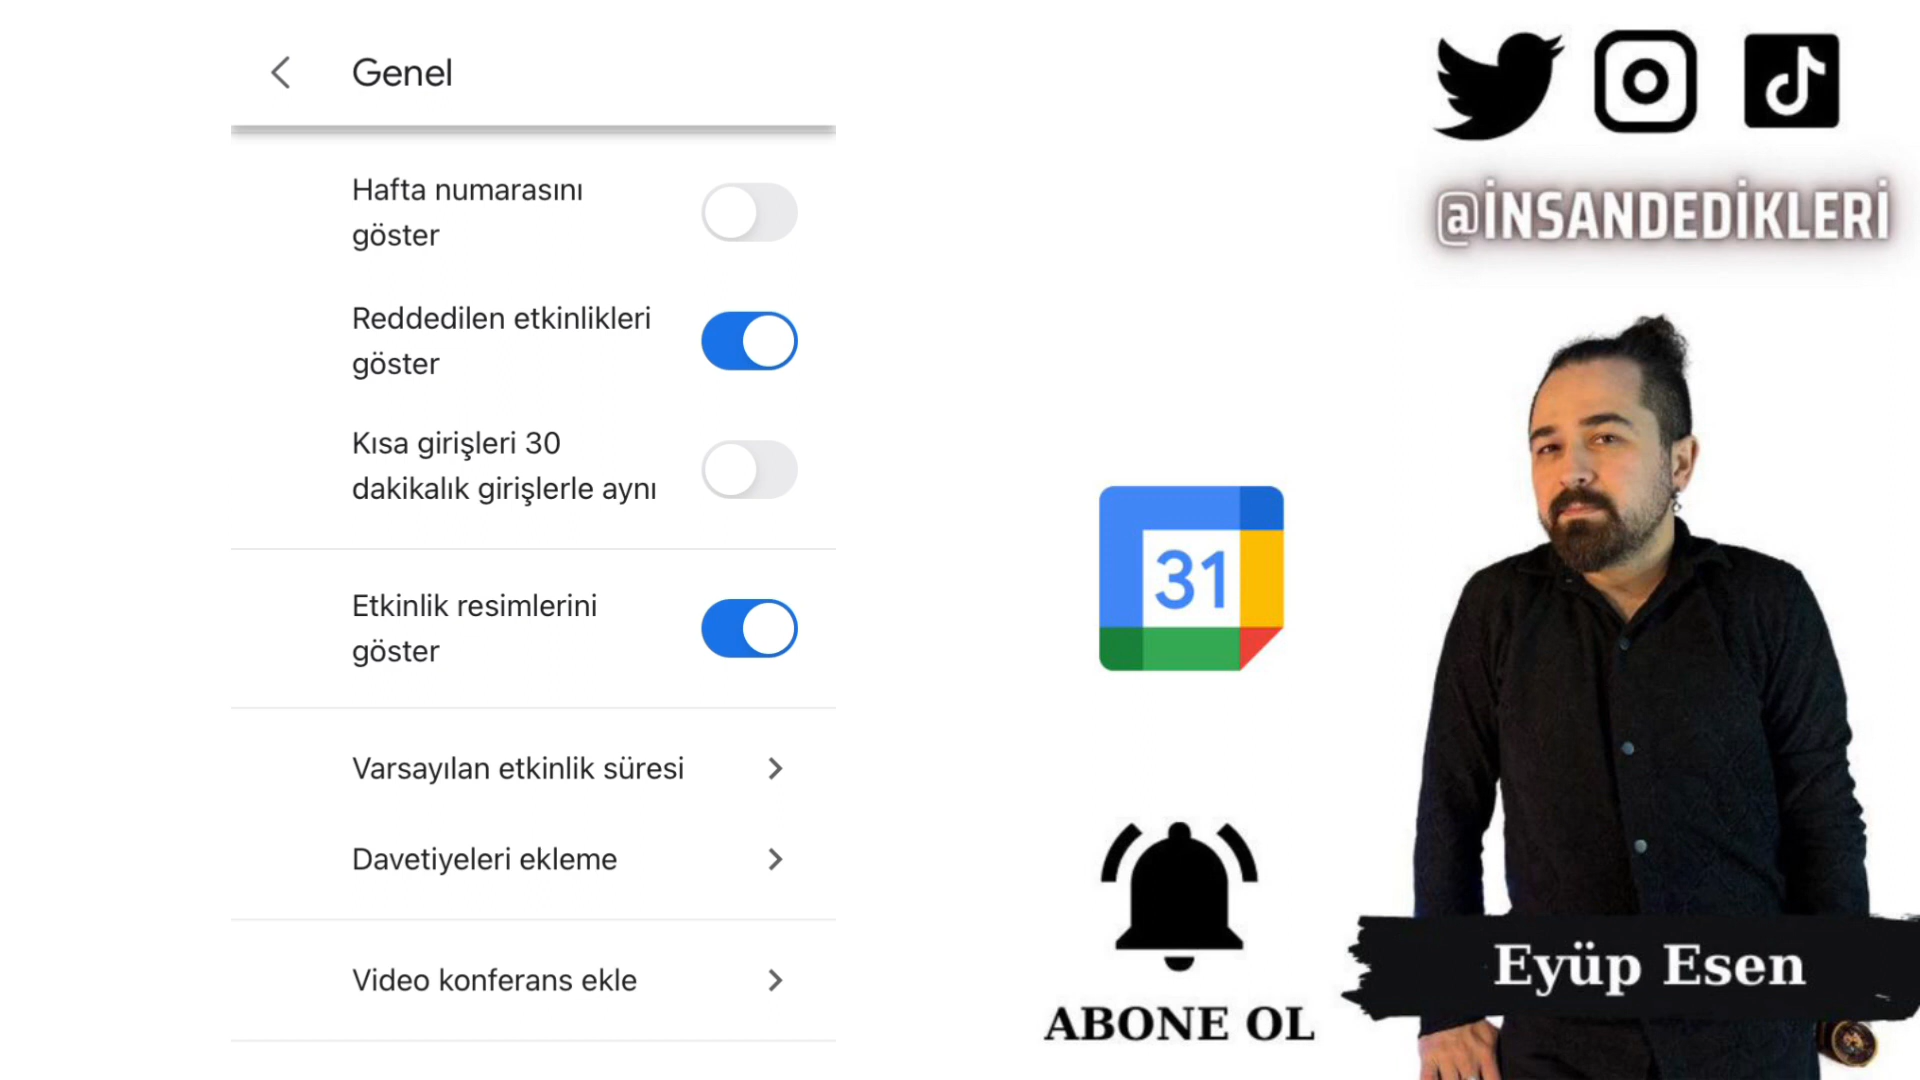 Genel
Hafta numarasını
göster
Reddedilen etkinlikleri
göster
Kısa girişleri 30
dakikalık girişlerle aynı
Etkinlik resimlerini
göster
Varsayılan etkinlik süresi
Davetiyeleri ekleme
Video konferans ekle
31
ABONE OL
@İNSANDEDİKLERİ
Eyüp Esen